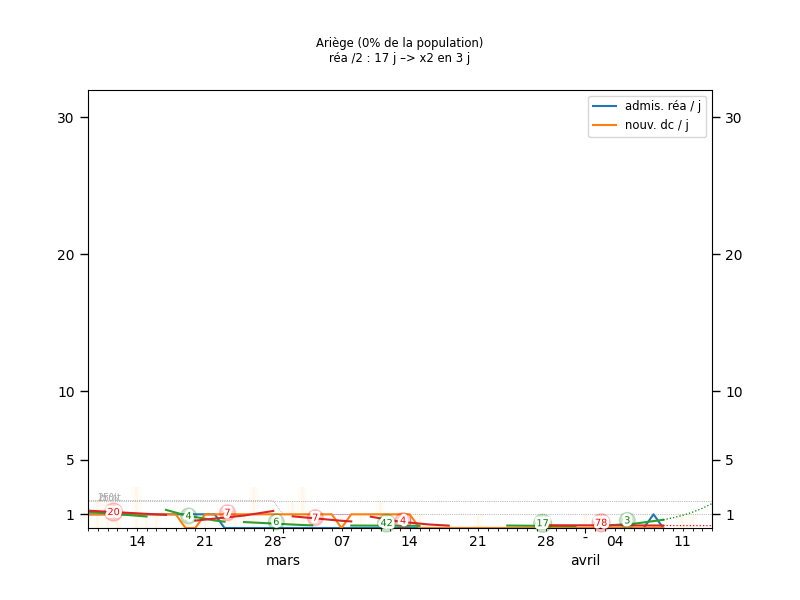 Ariège (0% de la population)
réa /2 : 17 j –> x2 en 3 j
admis. réa / j
nouv. dc / j
30 30
20 20
10 10
5 5
1 1
20 4 7 6 7 42 4 17 78 3
14 21 28 07 14 21 28 04 11
mars avril